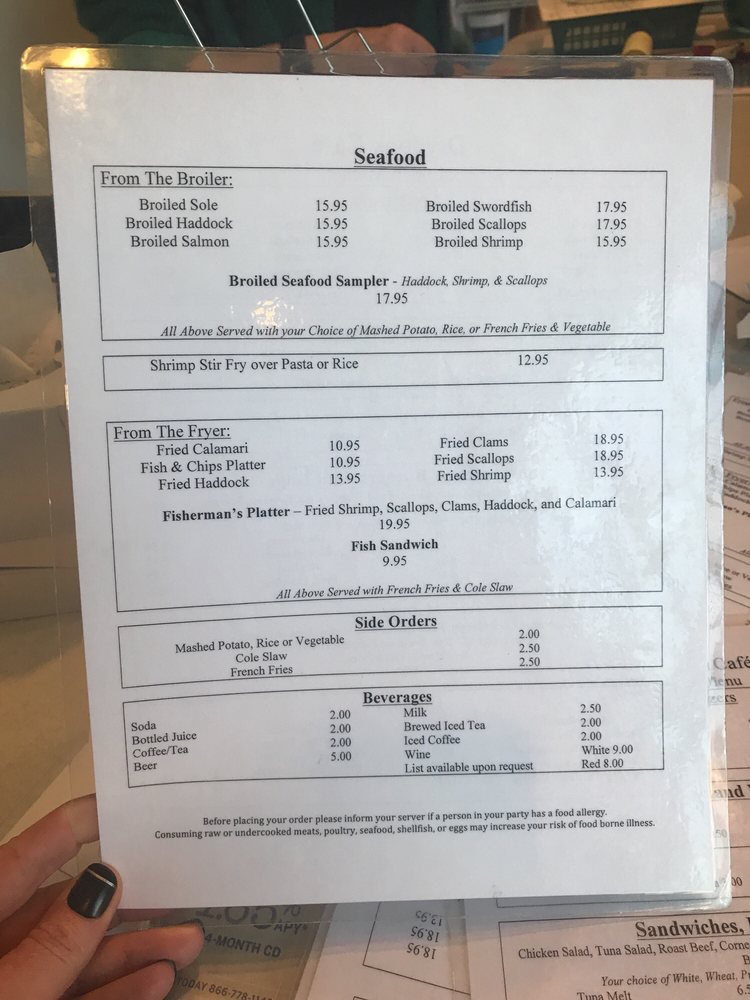 Seafood
From The Broiler:
Broiled Sole 15.95 Broiled Swordfish 17.95
Broiled Haddock 15.95 Broiled Scallops 17.95
Broiled Salmon 15.95 Broiled Shrimp 15.95
Broiled Seafood Sampler - Haddock, Shrimp, & Scallops
17.95
All Above Served with your Choice of Mashed Potato, Rice, or French Fries & Vegetable
Shrimp Stir Fry over Pasta or Rice 12.95
From The Fryer:
Fried Calamari 10.95 Fried Clams 18.95
Fish & Chips Platter 10.95 Fried Scallops 18.95
Fried Haddock 13.95 Fried Shrimp 13.95
Fisherman's Platter – Fried Shrimp, Scallops, Clams, Haddock, and Calamari
19.95
Fish Sandwich
9.95
All Above Served with French Fries & Cole Slaw
Side Orders
Mashed Potato, Rice or Vegetable 2.00
Cole Slaw 2.50
French Fries 2.50
Beverages
Soda 2.00 Milk 2.50
Bottled Juice 2.00 Brewed Iced Tea 2.00
Coffee/Tea 2.00 Iced Coffee 2.00
Beer 5.00 Wine White 9.00
List available upon request Red 8.00
Before placing your order please inform your server if a person in your party has a food allergy.
Consuming raw or undercooked meats, poultry, seafood, shellfish, or eggs may increase your risk of food borne illness.
Café
13.95
18.95
18.95
4-MONTH CD
APY
TODAY 866-778-11
Sandwiches,
Chicken Salad, Tuna Salad, Roast Beef,
Your choice of White, Wheat,
Tuna Melt